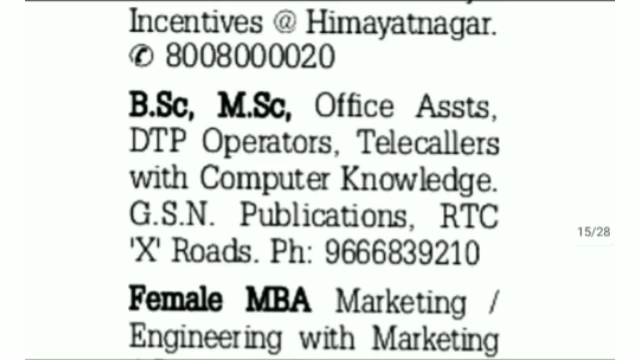 Incentives @ Himayatnagar.
✆ 8008000020
B.Sc, M.Sc, Office Assts,
DTP Operators, Telecallers
with Computer Knowledge.
G.S.N. Publications, RTC
'X' Roads. Ph: 9666839210
15/28
Female MBA Marketing /
Engineering with Marketing